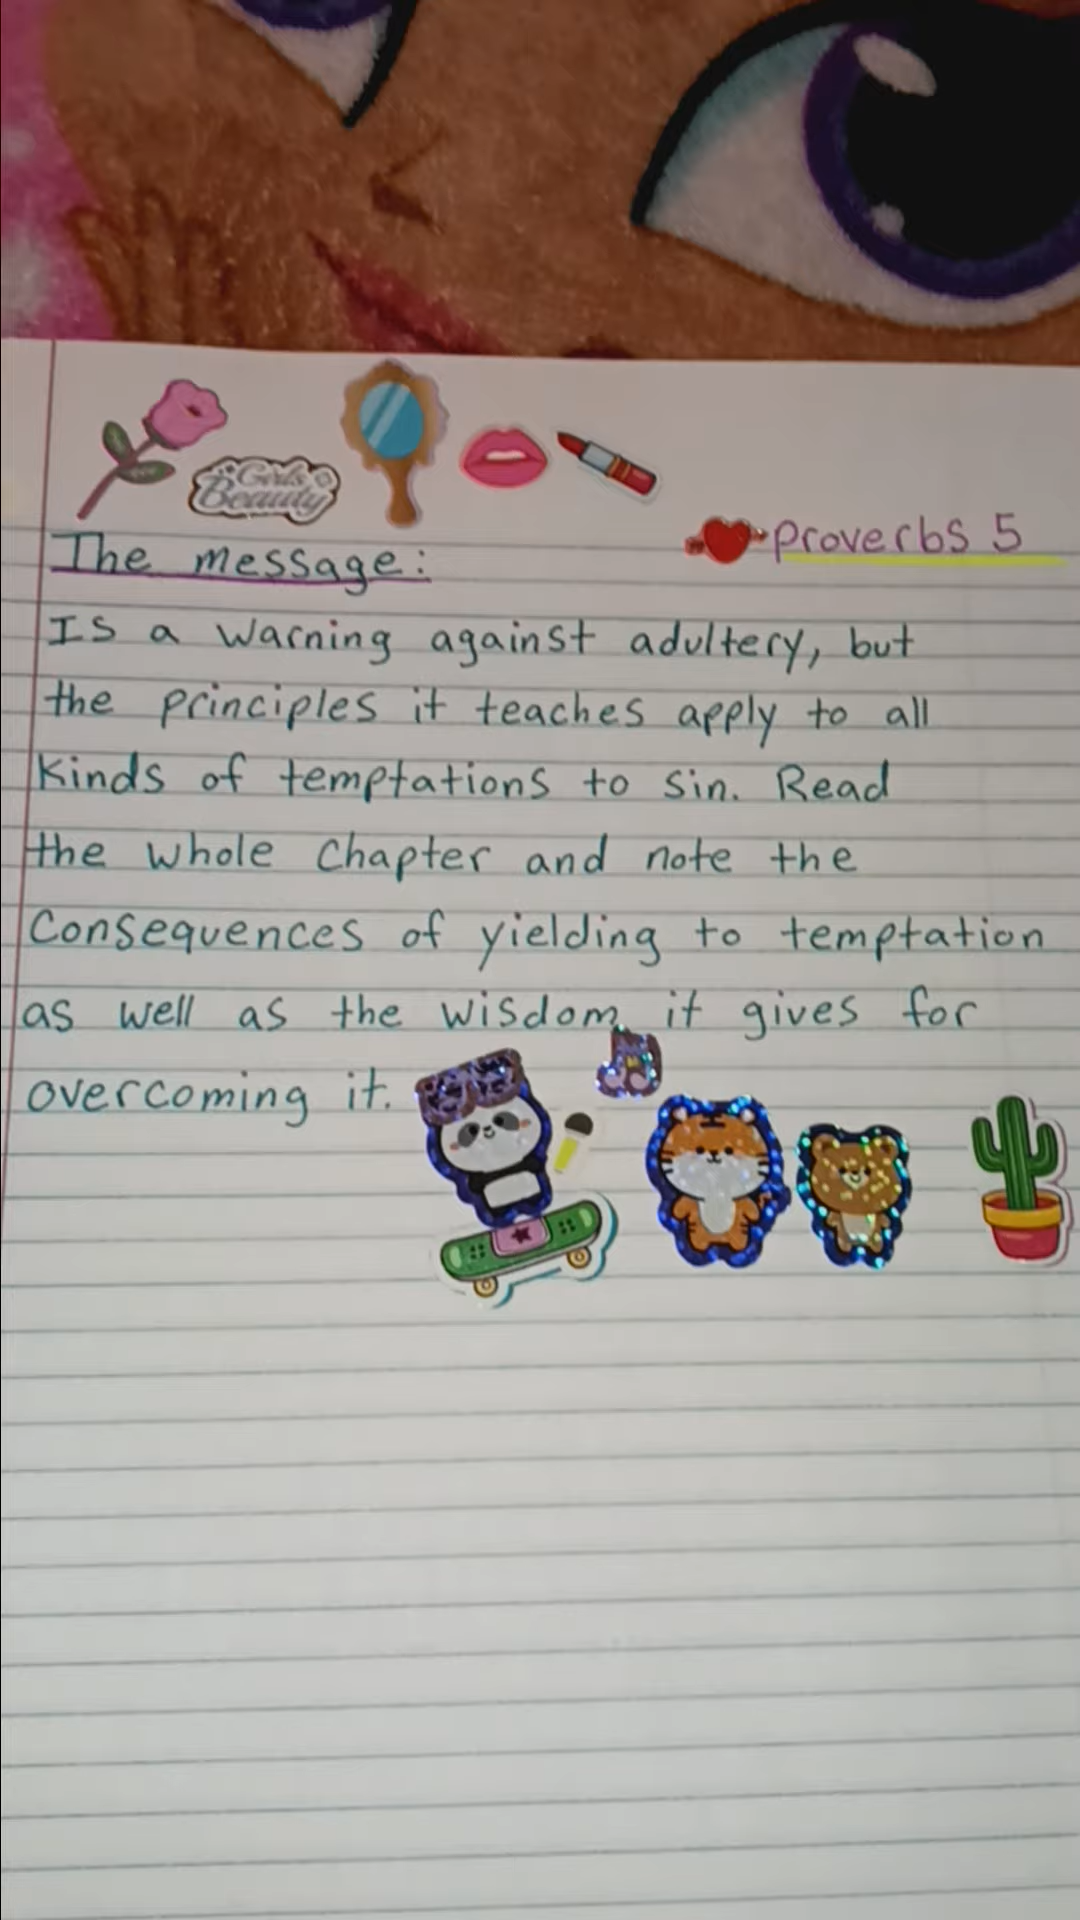 Girls
Beauty
proverbs 5
The message:
Is a warning against adultery, but
the principles it teaches apply to all
kinds of temptations to sin. Read
the whole chapter and note the
consequences of yielding to temptation
as well as the wisdom it gives for
overcoming it.